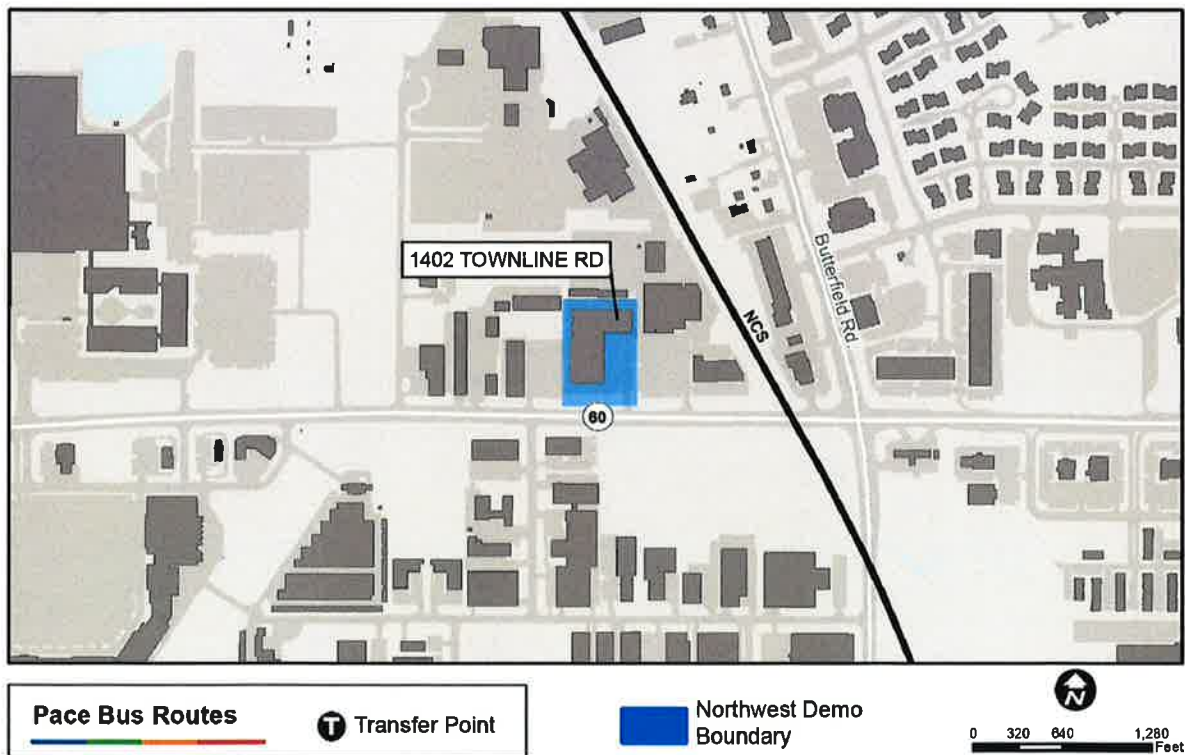 1402 TOWNLINE RD
NCS
Butterfield Rd
60
Pace Bus Routes
T Transfer Point
Northwest Demo
Boundary
N
0 320 640 1,280
Feet